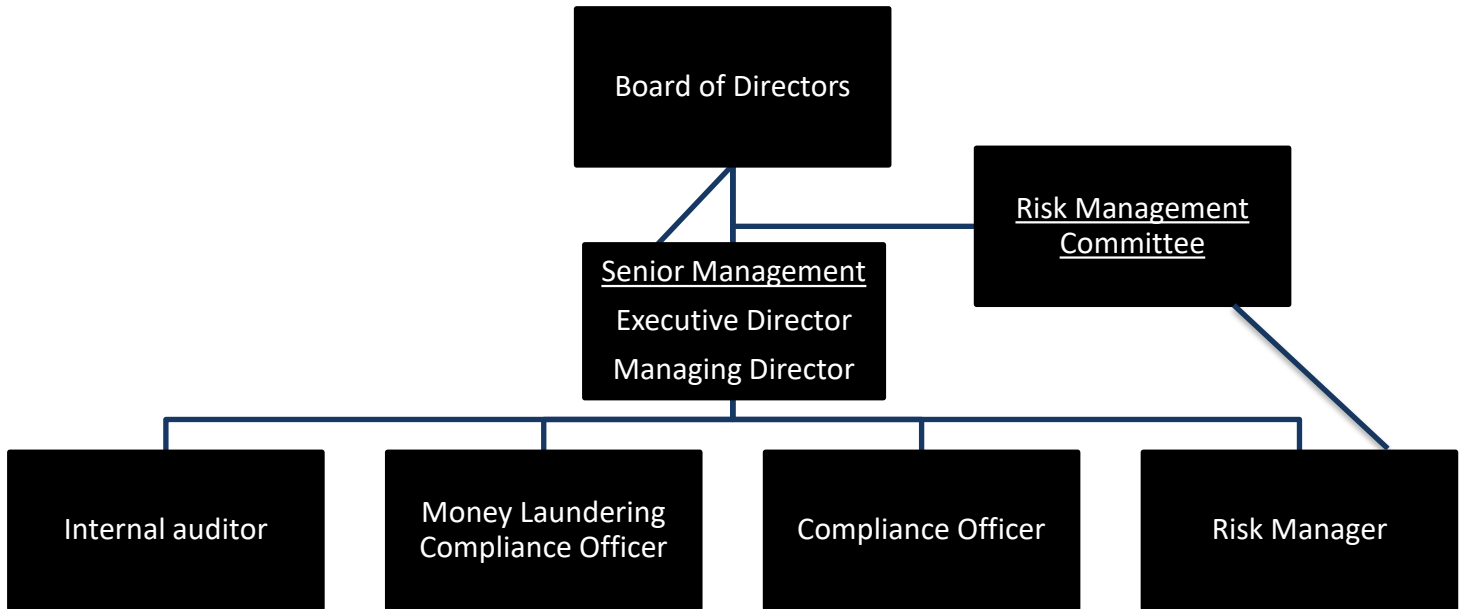 Board of Directors
Risk Management
Committee
Senior Management
Executive Director
Managing Director
Internal auditor
Money Laundering
Compliance Officer
Compliance Officer
Risk Manager